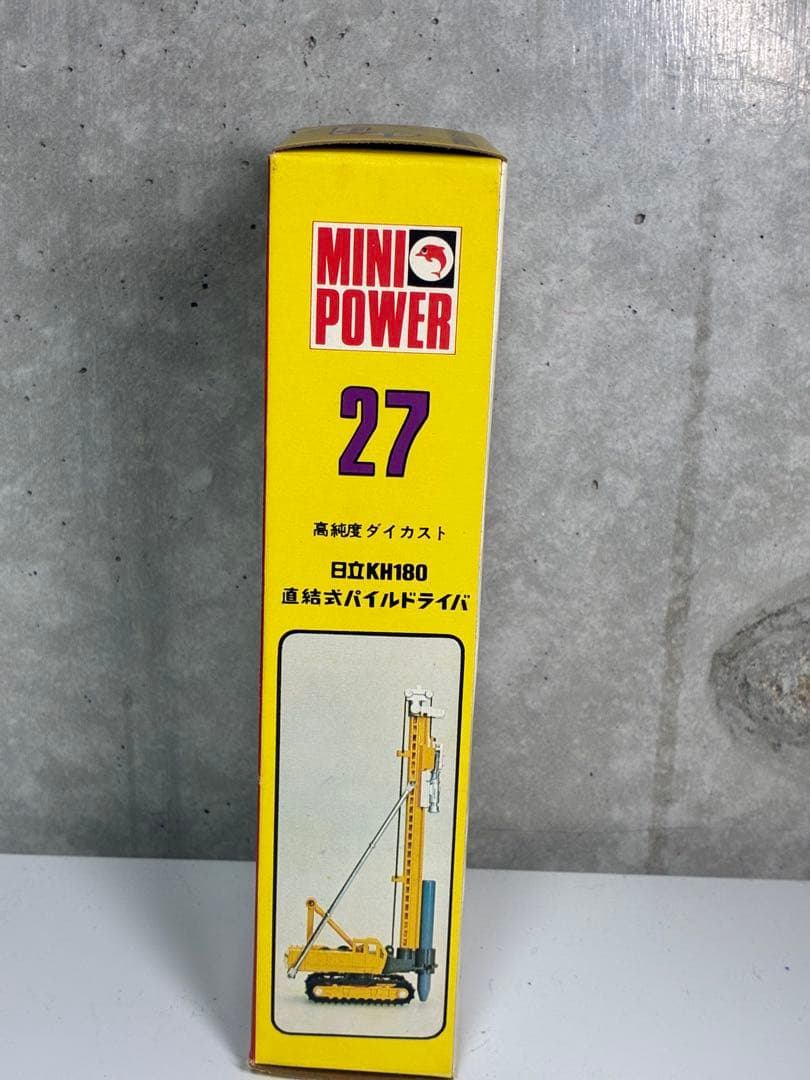 MINI
POWER
27
高純度ダイカスト
日立KH180
直結式パイルドライバ